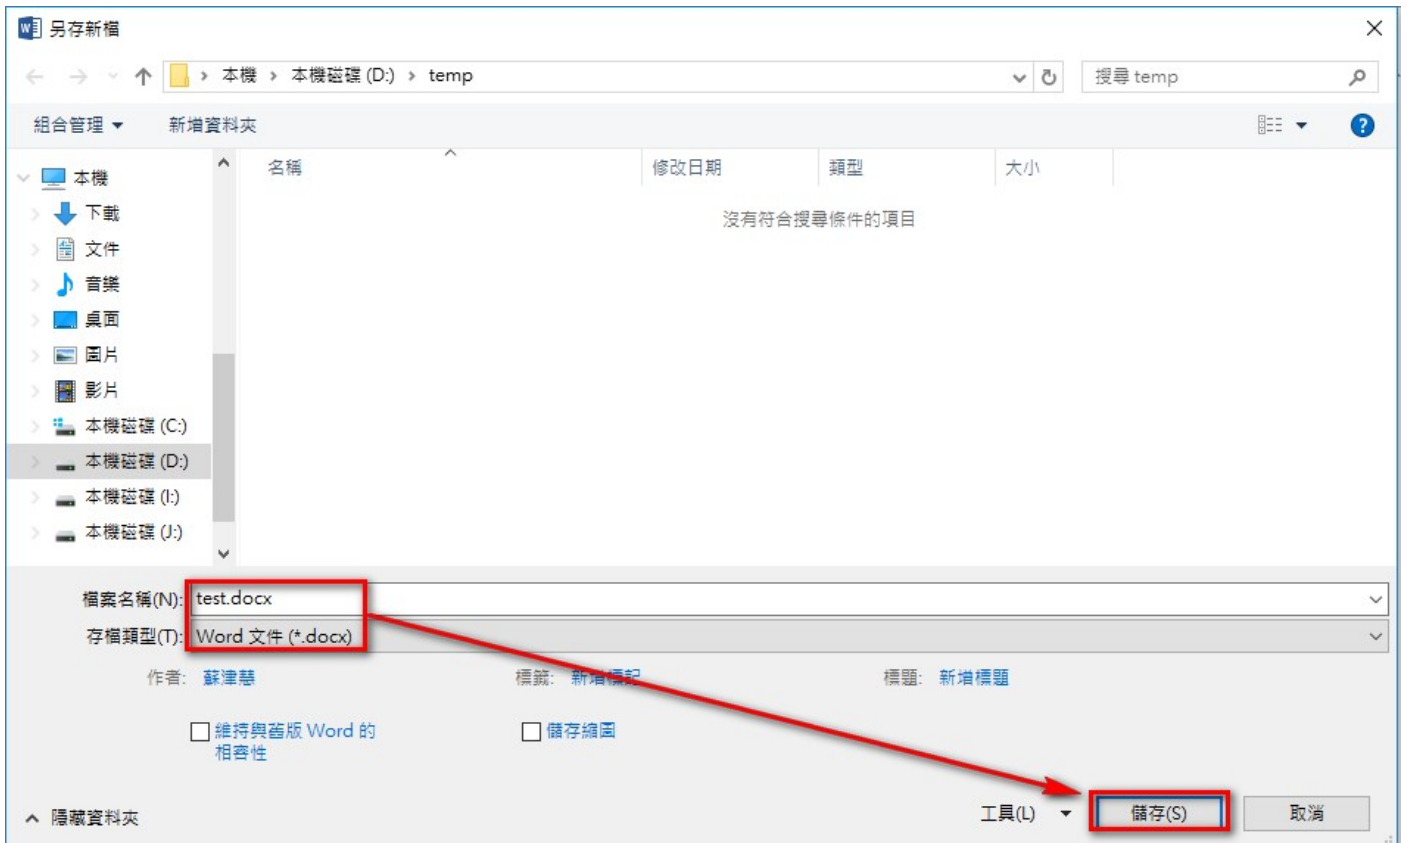 另存新檔
本機 › 本機磁碟 (D:) › temp
搜尋 temp
組合管理 新增資料夾
名稱 修改日期 類型 大小
沒有符合搜尋條件的項目
本機
下載
文件
音樂
桌面
圖片
影片
本機磁碟 (C:)
本機磁碟 (D:)
本機磁碟 (I:)
本機磁碟 (J:)
檔案名稱(N): test.docx
存檔類型(T): Word 文件 (*.docx)
作者: 蘇津慧 標籤: 新增標記 標題: 新增標題
維持與舊版 Word 的
相容性
儲存縮圖
隱藏資料夾 工具(L) 儲存(S) 取消